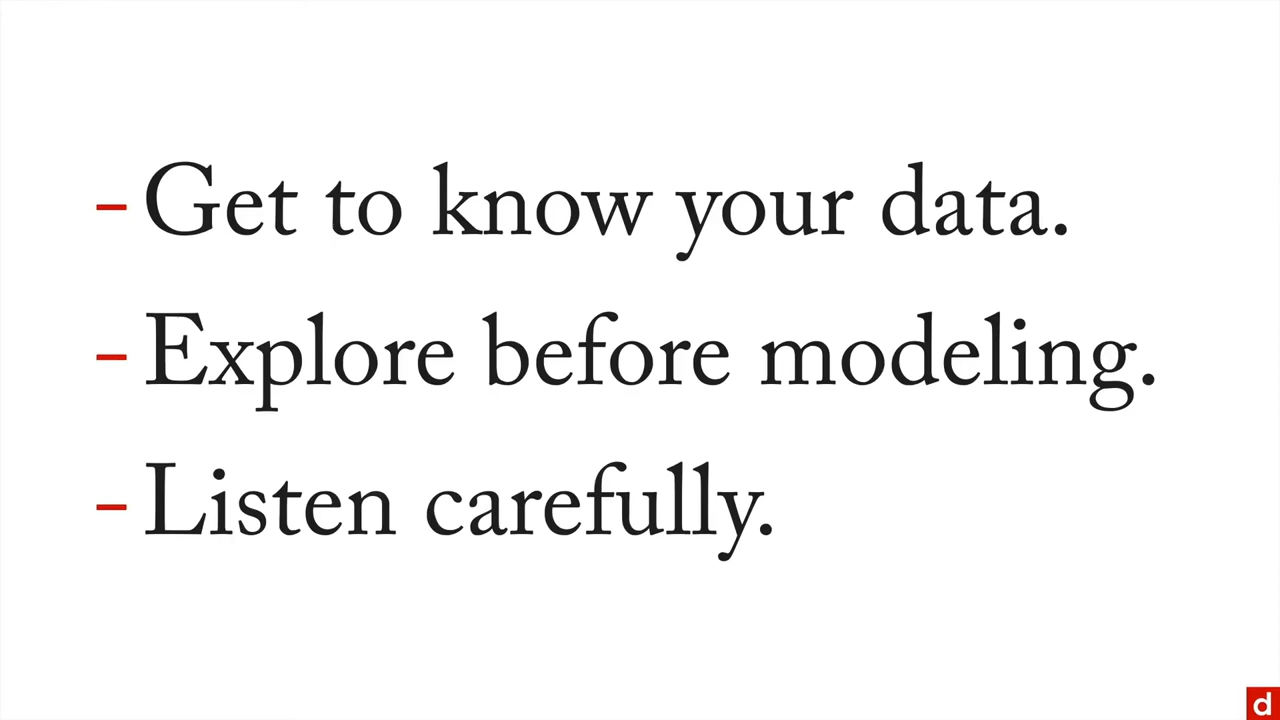 - Get to know your data.
- Explore before modeling.
- Listen carefully.
d